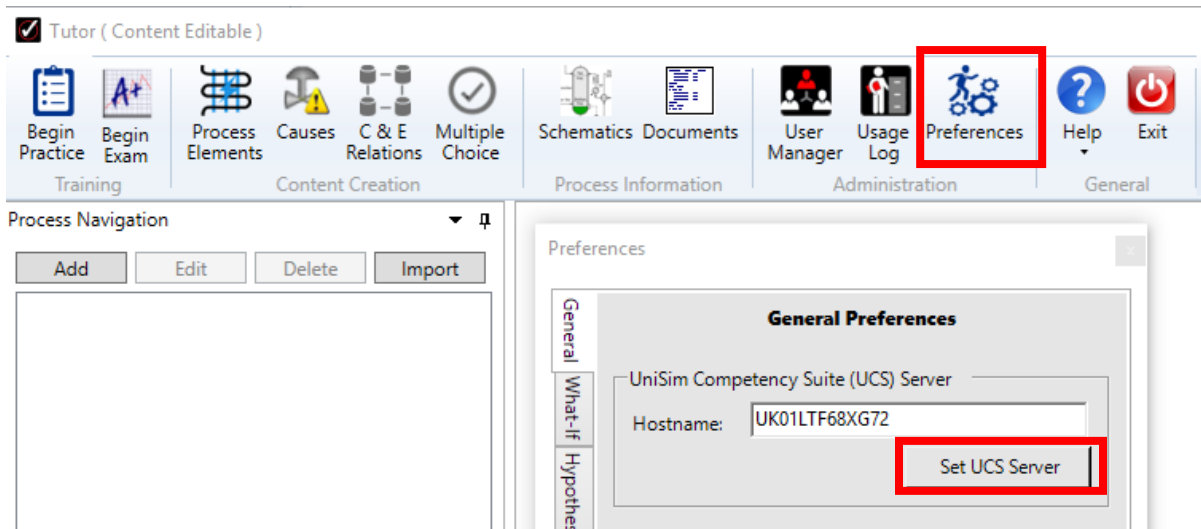 Tutor ( Content Editable )
Begin Practice
Begin Exam
Process Elements
Causes
C & E Relations
Multiple Choice
Schematics
Documents
User Manager
Usage Log
Preferences
Help
Exit
Training
Content Creation
Process Information
Administration
General
Process Navigation
Add
Edit
Delete
Import
Preferences
General
What-If
General Preferences
UniSim Competency Suite (UCS) Server
Hostname:
UK01LTF68XG72
Set UCS Server
Hypothes